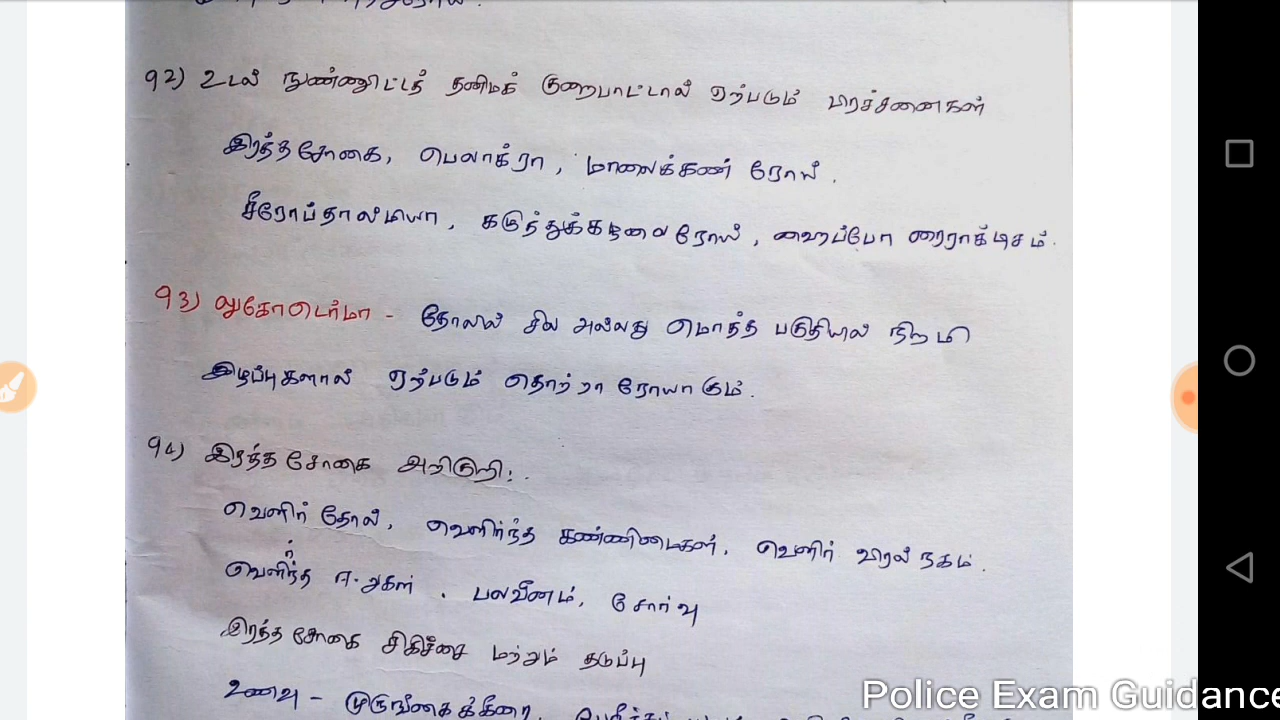 92) உடல் நுண்ணூட்டத் தனிமக் குறைபாட்டால் ஏற்படும் பிரச்சனைகள்
இரத்த சோகை, பெலாக்ரா, மாலைக்கண் நோய்.
சீரோப்தால்மியா, கடுத்துக்கழலை நோய், ஹைப்போ
93) லுகோடெர்மா - தோலில் சில அல்லது மொத்த பகுதியில் நிறமி
இழப்புகளால் ஏற்படும் தொற்றா நோயாகும்.
94) இரத்த சோகை அறிகுறி:.
வெளிர் தோல், வெளிர்ந்த கண்ணிமைகள், வெளிர் விரல் நகம்.
வெளிர்ந்த ஈறுகள். பலவீனம், சோர்வு
இரத்த சோகை சிகிச்சை மற்றும் தடுப்பு
உணவு - முருங்கைக்கீரை,
Police Exam Guidance